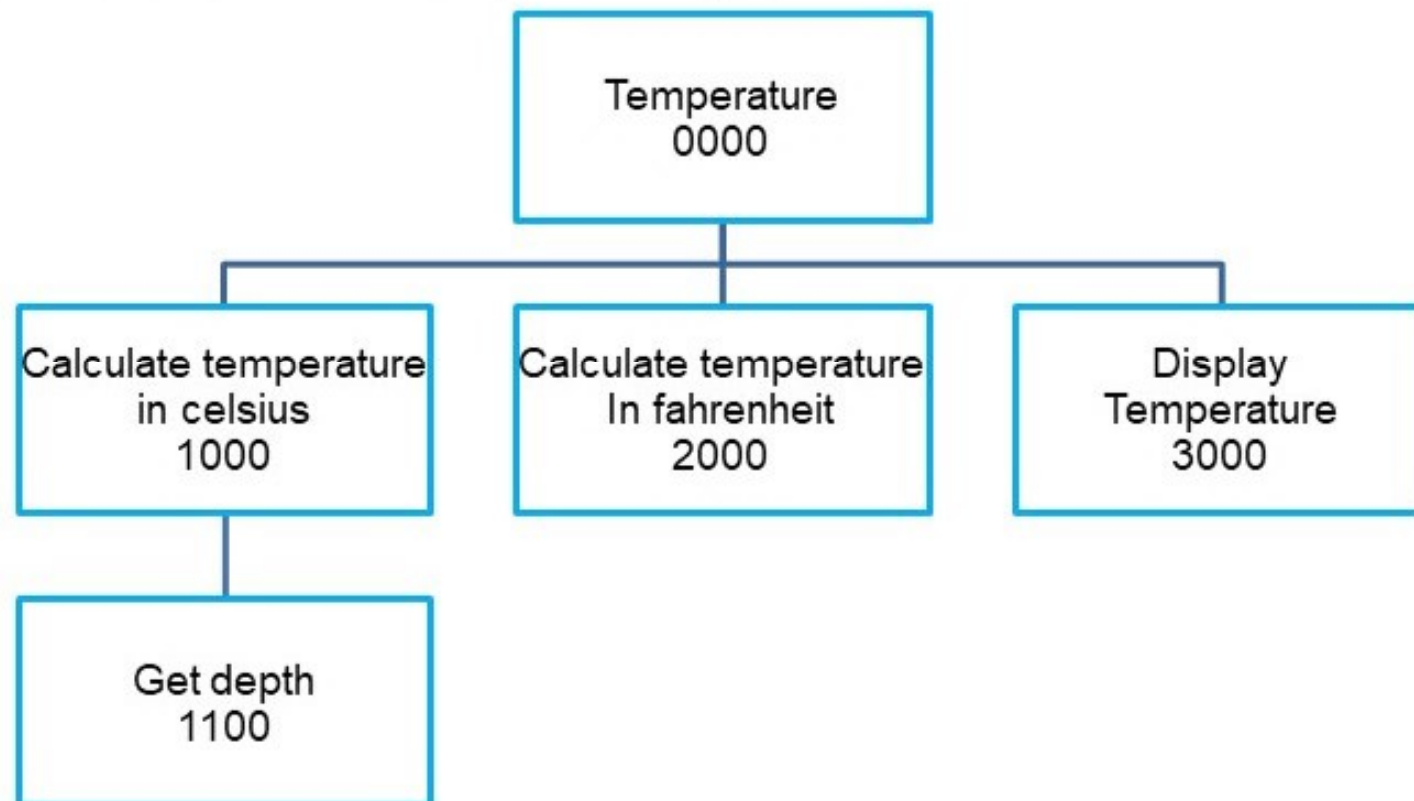 Temperature
0000
Calculate temperature
in celsius
1000
Calculate temperature
In fahrenheit
2000
Display
Temperature
3000
Get depth
1100